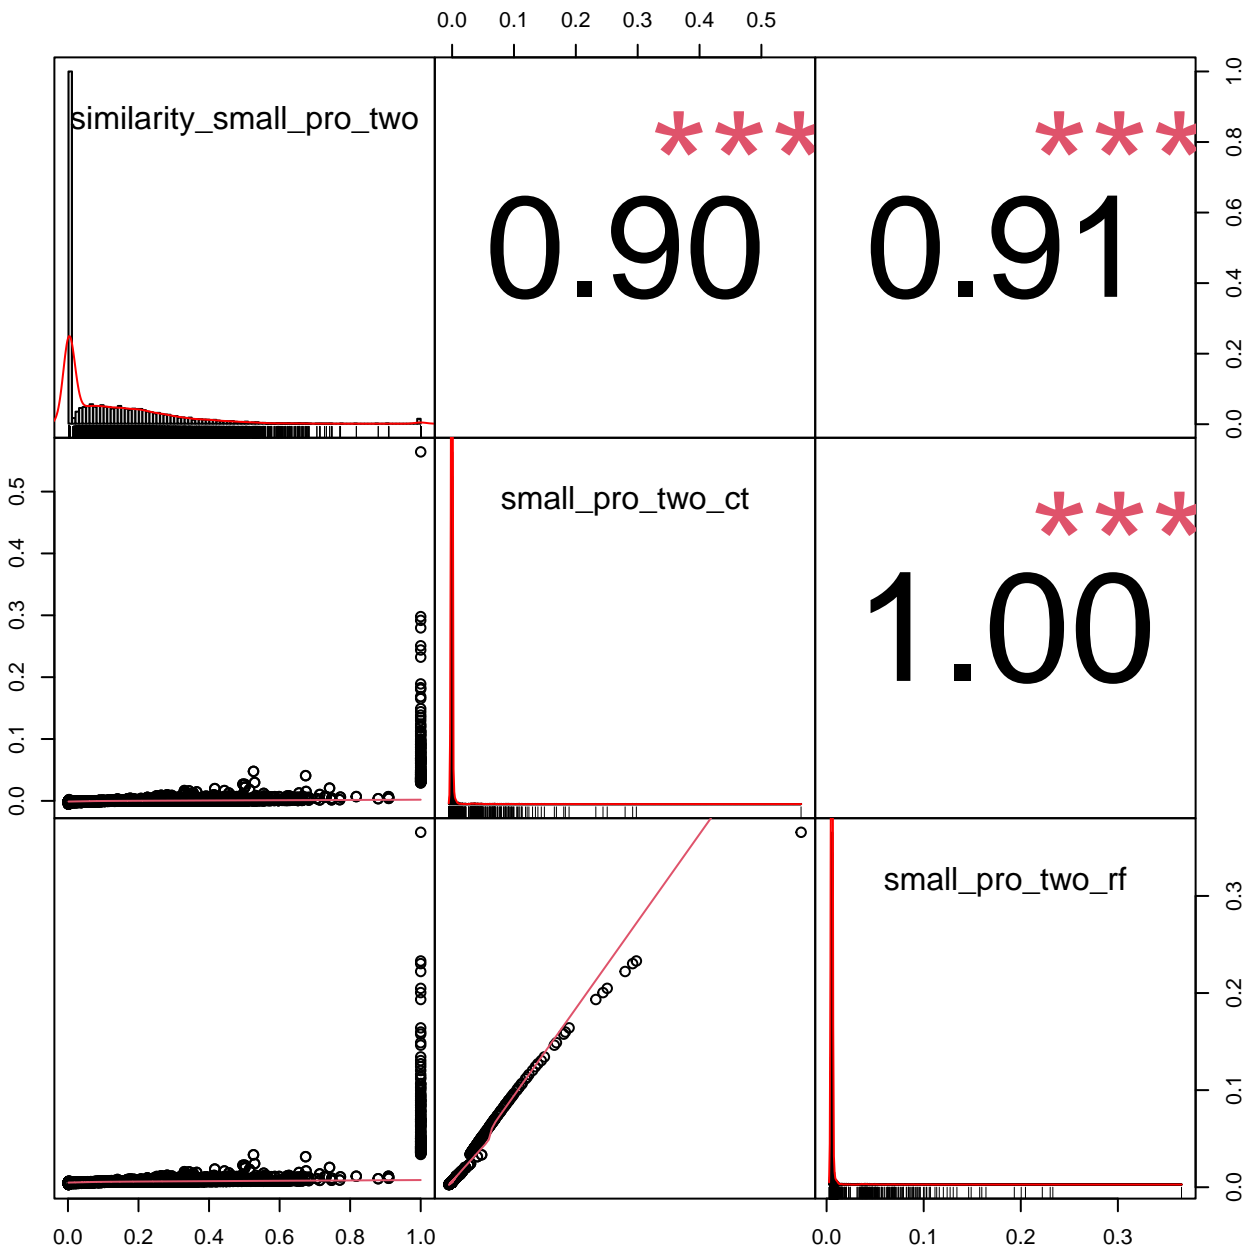 0.0 0.1 0.2 0.3 0.4 0.5
similarity_small_pro_two
***
0.90
***
0.91
0.0 0.2 0.4 0.6 0.8 1.0
0.0 0.1 0.2 0.3 0.4 0.5
small_pro_two_ct
***
1.00
small_pro_two_rf
0.0 0.1 0.2 0.3
0.0 0.2 0.4 0.6 0.8 1.0
0.0 0.1 0.2 0.3